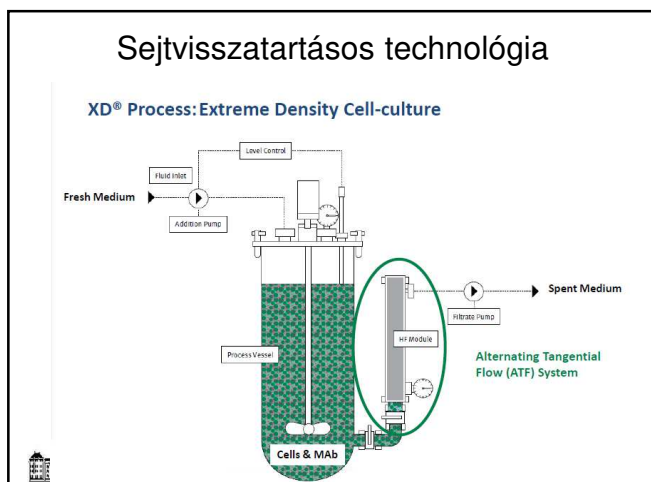 Sejtvisszatartásos technológia
XD® Process: Extreme Density Cell-culture
Level Control
Fluid Inlet
Fresh Medium
Addition Pump
Spent Medium
Filtrate Pump
HF Module
Process Vessel
Alternating Tangential
Flow (ATF) System
Cells & MAb